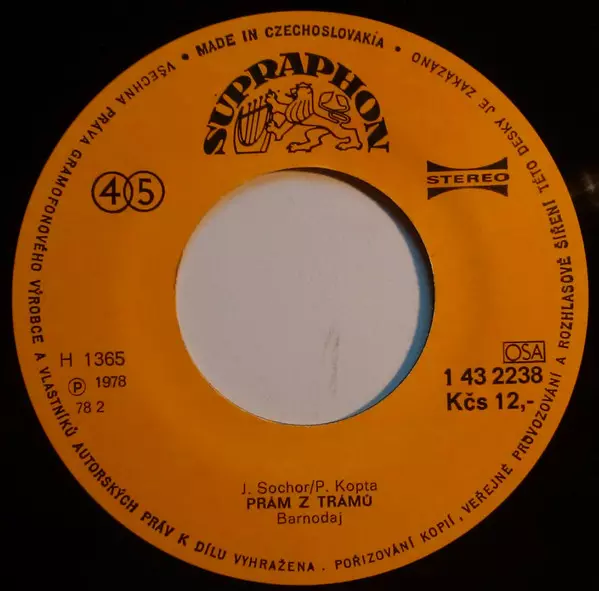 • MADE IN CZECHOSLOVAKIA •
VŠECHNA PRÁVA GRAMOFONOVÉHO VÝROBCE A VLASTNÍKŮ AUTORSKÝCH PRÁV K DÍLU VYHRAŽENA . POŘIZOVÁNÍ KOPIÍ, VEŘEJNÉ PROVOZOVÁNÍ A ROZHLASOVÉ ŠÍŘENÍ TÉTO DESKY JE ZAKÁZÁNO
SUPRAPHON
45
STEREO
H 1365
Ⓟ 1978
78 2
OSA
1 43 2238
Kčs 12,-
J. Sochor/P. Kopta
PRÁM Z TRÁMŮ
Barnodaj